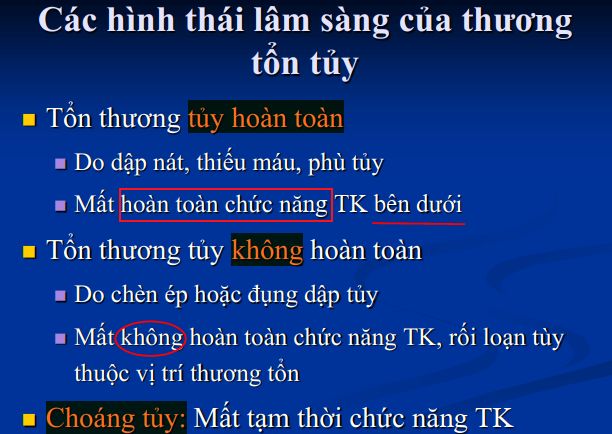 Các hình thái lâm sàng của thương
tổn tủy
Tổn thương tủy hoàn toàn
Do dập nát, thiếu máu, phù tủy
Mất hoàn toàn chức năng TK bên dưới
Tổn thương tủy không hoàn toàn
Do chèn ép hoặc đụng dập tủy
Mất không hoàn toàn chức năng TK, rối loạn tùy
thuộc vị trí thương tổn
Choáng tủy: Mất tạm thời chức năng TK